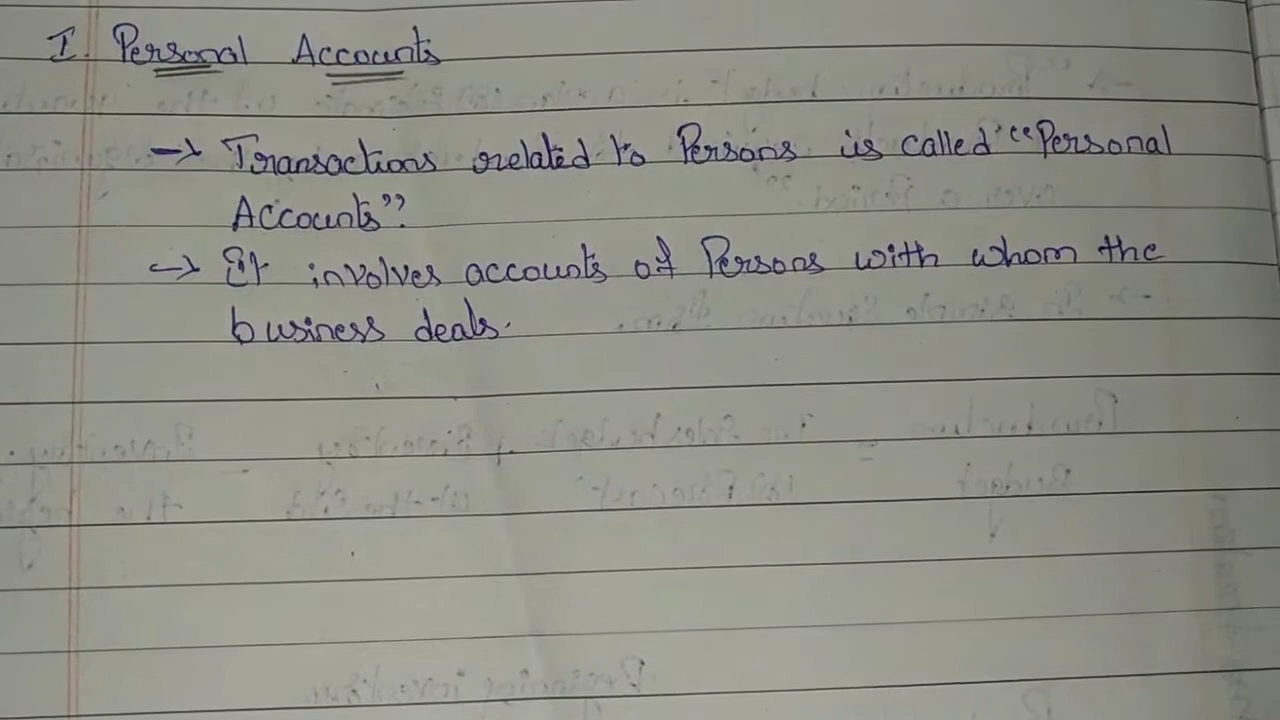 I. Personal Accounts
→ Transactions related to Persons is called "Personal
Accounts".
→ It involves accounts of Persons with whom the
business deals.